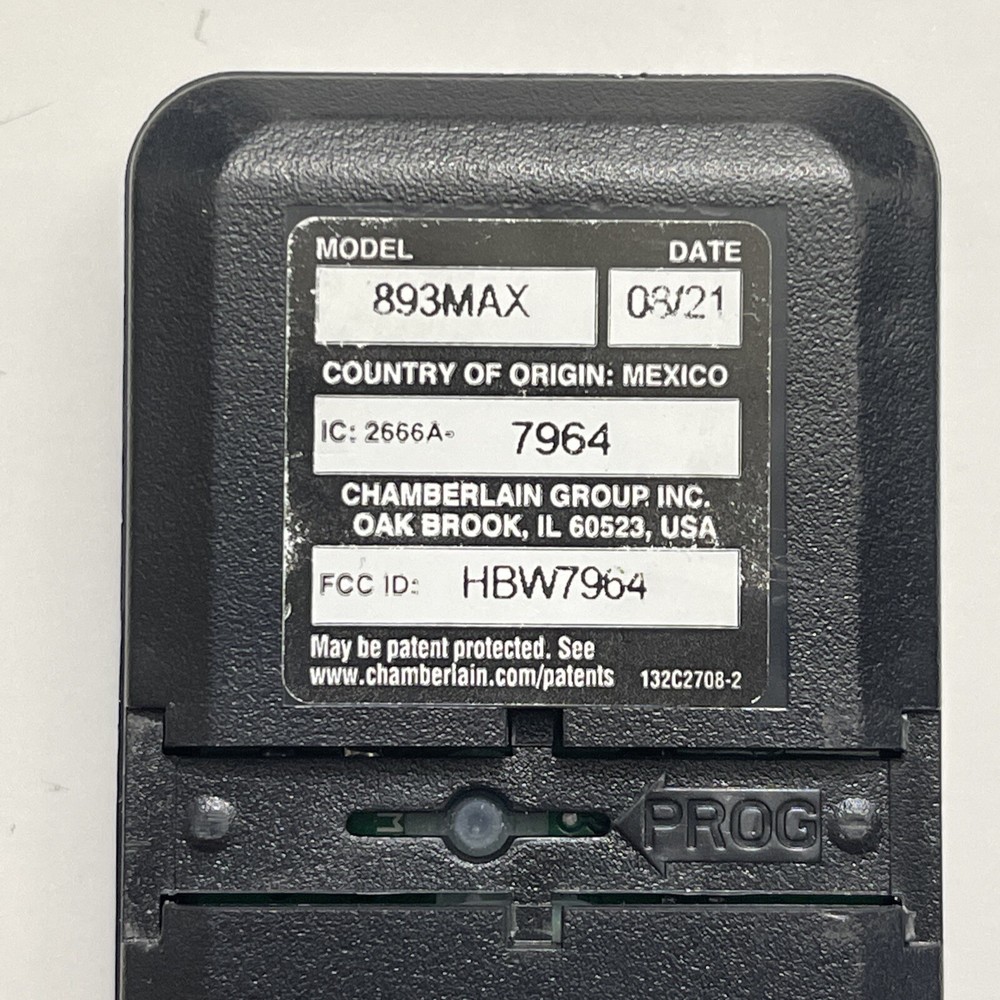 MODEL DATE
893MAX 08/21
COUNTRY OF ORIGIN: MEXICO
IC: 2666A- 7964
CHAMBERLAIN GROUP INC.
OAK BROOK, IL 60523, USA
FCC ID: HBW7964
May be patent protected. See
www.chamberlain.com/patents 132C2708-2
PROG